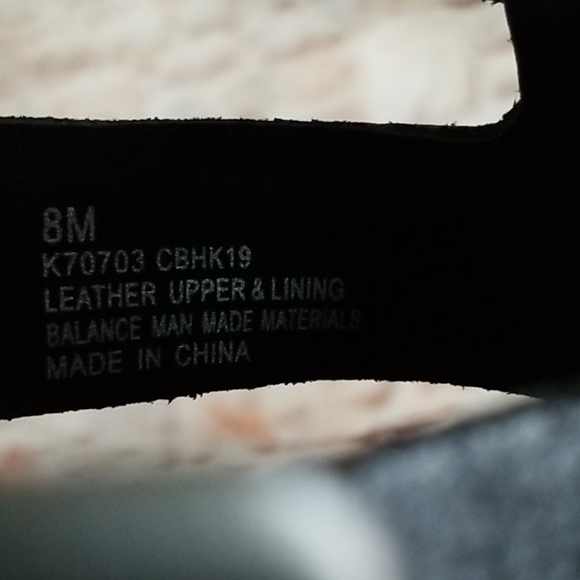 8M
K70703 CBHK19
LEATHER UPPER & LINING
BALANCE MAN MADE MATERIALS
MADE IN CHINA